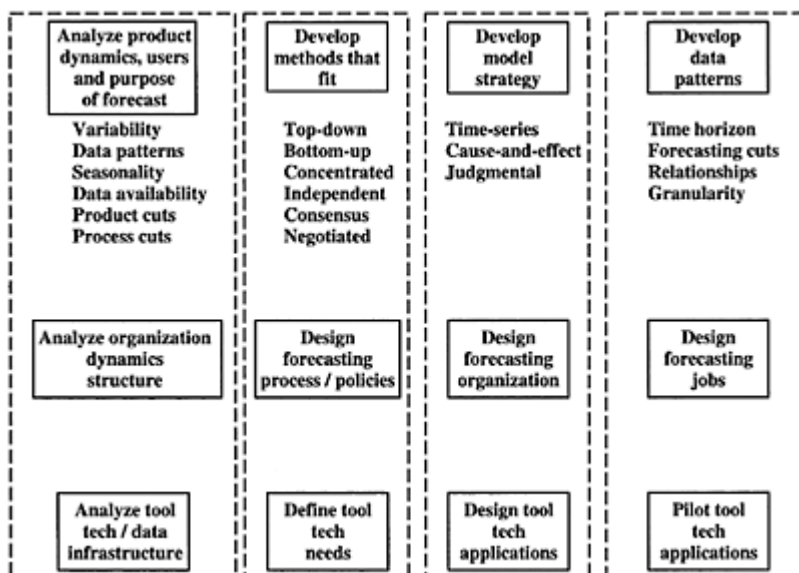 Analyze product
dynamics, users
and purpose
of forecast
Variability
Data patterns
Seasonality
Data availability
Product cuts
Process cuts
Develop
methods that
fit
Top-down
Bottom-up
Concentrated
Independent
Consensus
Negotiated
Develop
model
strategy
Time-series
Cause-and-effect
Judgmental
Develop
data
patterns
Time horizon
Forecasting cuts
Relationships
Granularity
Analyze organization
dynamics
structure
Design
forecasting
process / policies
Design
forecasting
organization
Design
forecasting
jobs
Analyze tool
tech / data
infrastructure
Define tool
tech
needs
Design tool
tech
applications
Pilot tool
tech
applications